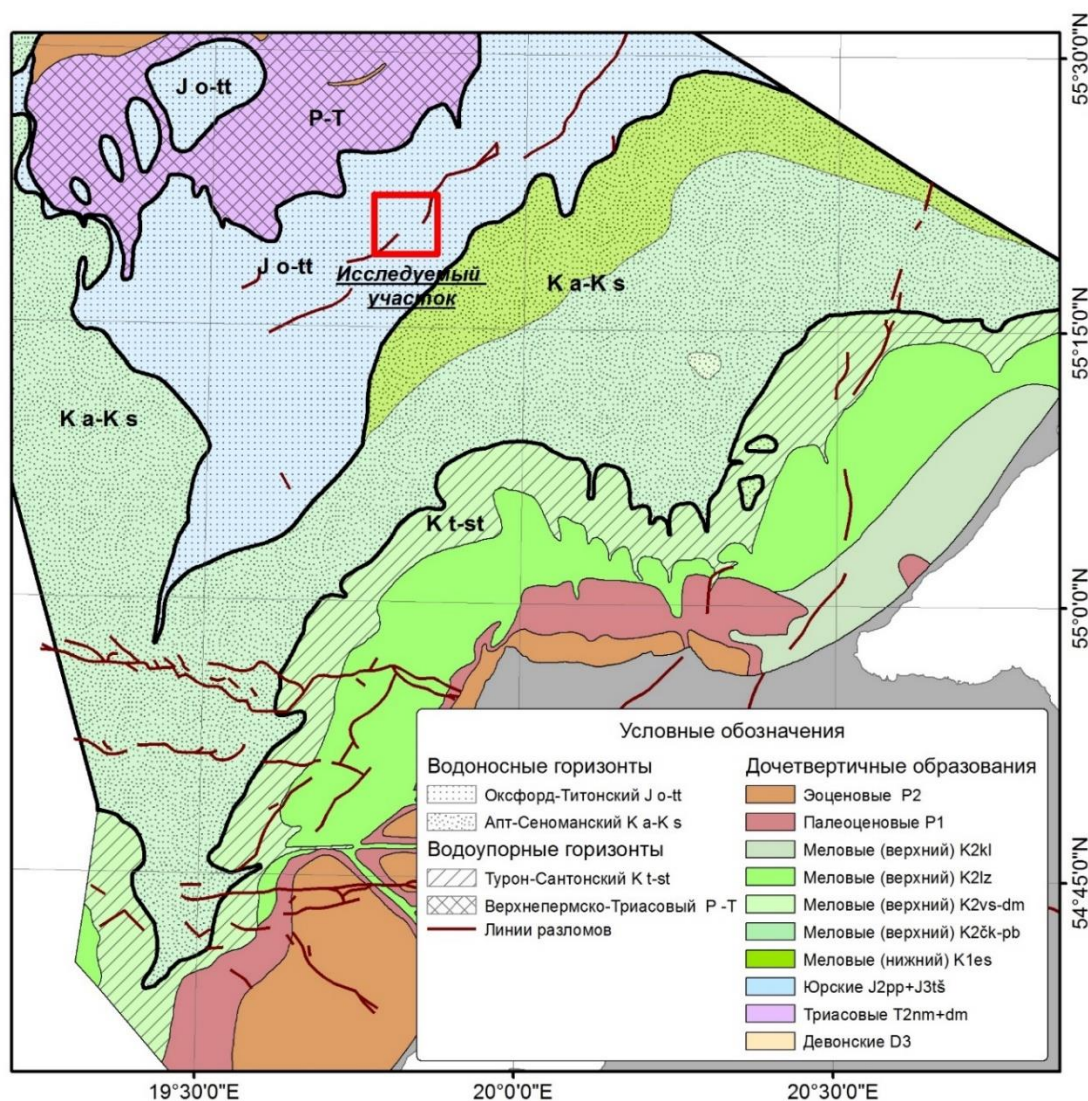 J o-tt
P-T
55°30'0"N
J o-tt
Исследуемый
участок
K a-K s
55°15'0"N
K a-K s
K t-st
55°0'0"N
54°45'0"N
Условные обозначения
Водоносные горизонты
Оксфорд-Титонский J o-tt
Апт-Сеноманский K a-K s
Водоупорные горизонты
Турон-Сантонский K t-st
Верхнепермско-Триасовый P -T
Линии разломов
Дочетвертичные образования
Эоценовые P2
Палеоценовые P1
Меловые (верхний) K2kl
Меловые (верхний) K2lz
Меловые (верхний) K2vs-dm
Меловые (верхний) K2čk-pb
Меловые (нижний) K1es
Юрские J2pp+J3tš
Триасовые T2nm+dm
Девонские D3
19°30'0"E
20°0'0"E
20°30'0"E